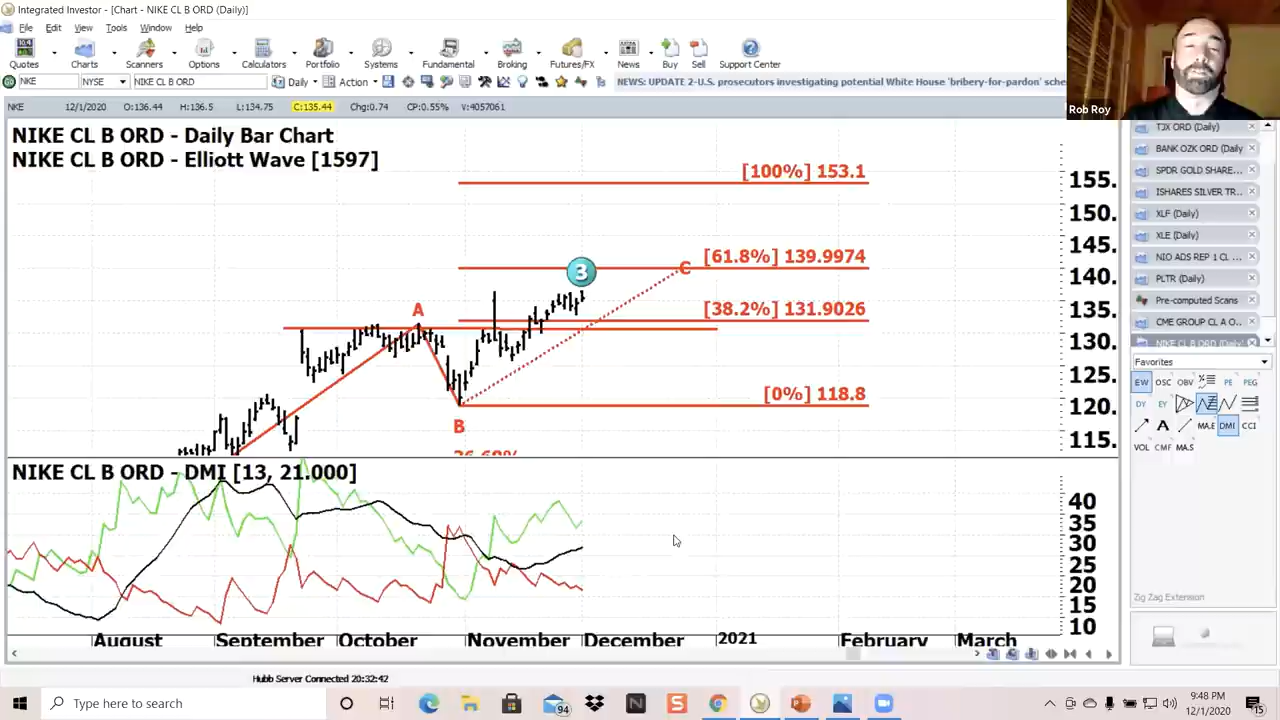 Integrated Investor - [Chart - NIKE CL B ORD (Daily)]
File Edit View Tools Window Help
Quotes Charts Scanners Options Calculators Portfolio Systems Fundamental Broking Futures/FX News Buy Sell Support Center
NKE NYSE NIKE CL B ORD Daily Action NEWS: UPDATE 2-U.S. prosecutors investigating potential White House 'bribery-for-pardon' sche
NKE 12/1/2020 O:136.44 H:136.5 L:134.75 C:135.44 Chg:0.74 CP:0.55% V:4057061
Rob Roy
NIKE CL B ORD - Daily Bar Chart
NIKE CL B ORD - Elliott Wave [1597]
[100%] 153.1
[61.8%] 139.9974
C
3
[38.2%] 131.9026
A
[0%] 118.8
B
155.
150.
145.
140.
135.
130.
125.
120.
115.
NIKE CL B ORD - DMI [13, 21.000]
40
35
30
25
20
15
10
August September October November December 2021 February March
TJX ORD (Daily)
BANK OZK ORD (Daily
SPDR GOLD SHARE...
ISHARES SILVER TR...
XLF (Daily)
XLE (Daily)
NIO ADS REP 1 CL ...
PLTR (Daily)
Pre-computed Scans
CME GROUP CL A O...
NIKE CL B ORD (Daily)
Favorites
EW OSC OBV PE PEG
DY EY
A MA.E DMI CCI
VOL CMF MA.S
Zig Zag Extension
Hubb Server Connected 20:32:42
Type here to search
94
9:48 PM
12/1/2020
15